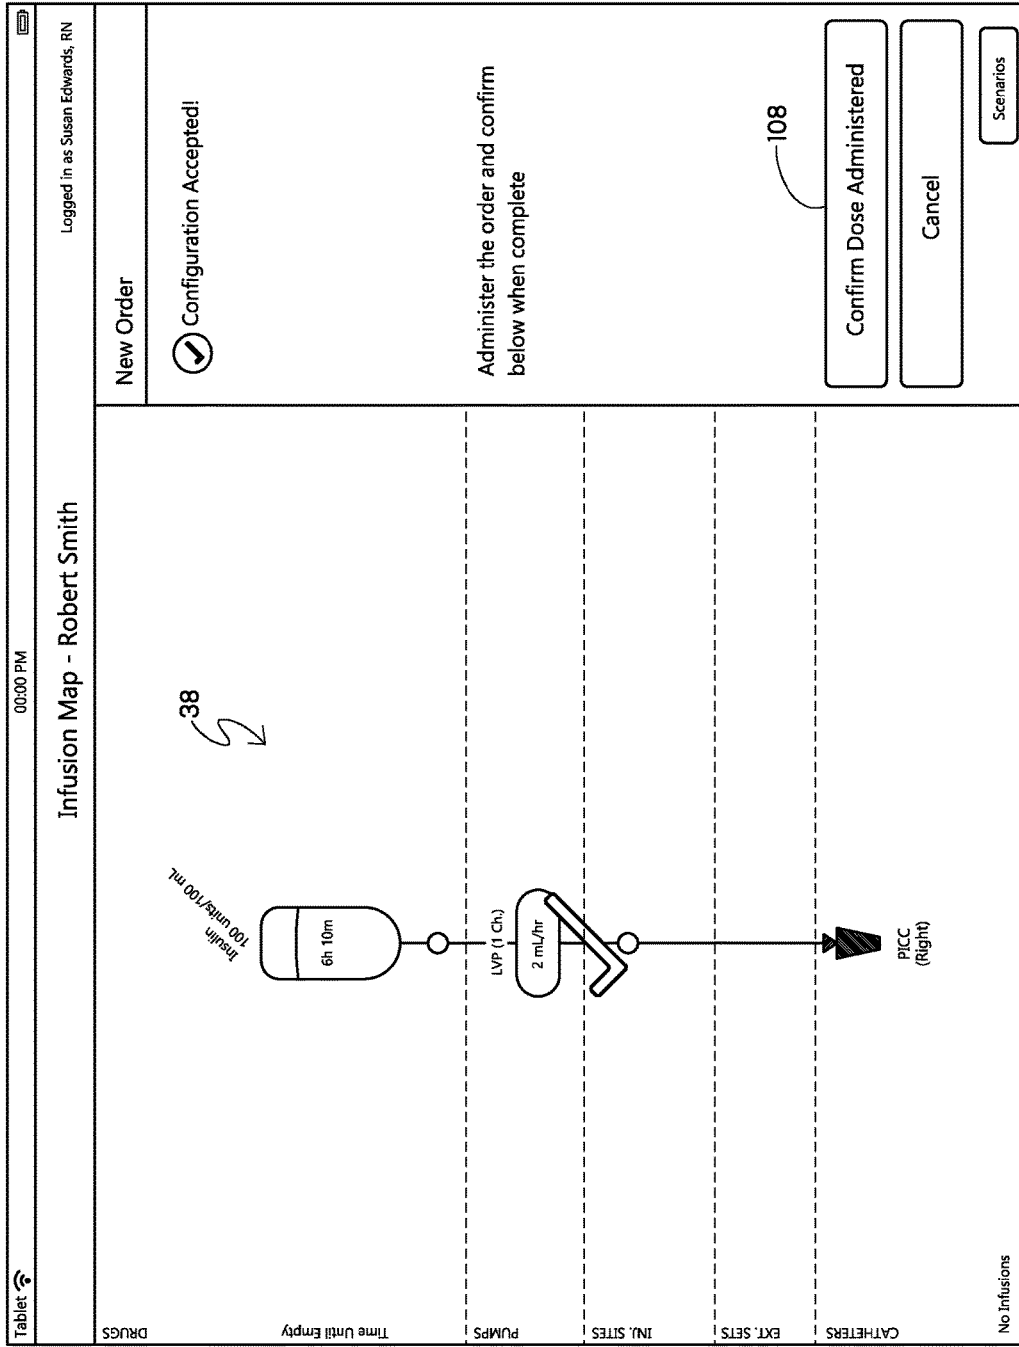 Tablet
00:00 PM
Infusion Map - Robert Smith
Logged in as Susan Edwards, RN
DRUGS
Time Until Empty
PUMPS
INJ. SITES
EXT. SETS
CATHETERS
No Infusions
38
Insulin
100 units/100 mL
6h 10m
LVP (1 Ch.)
2 mL/hr
PICC
(Right)
New Order
Configuration Accepted!
Administer the order and confirm
below when complete
108
Confirm Dose Administered
Cancel
Scenarios